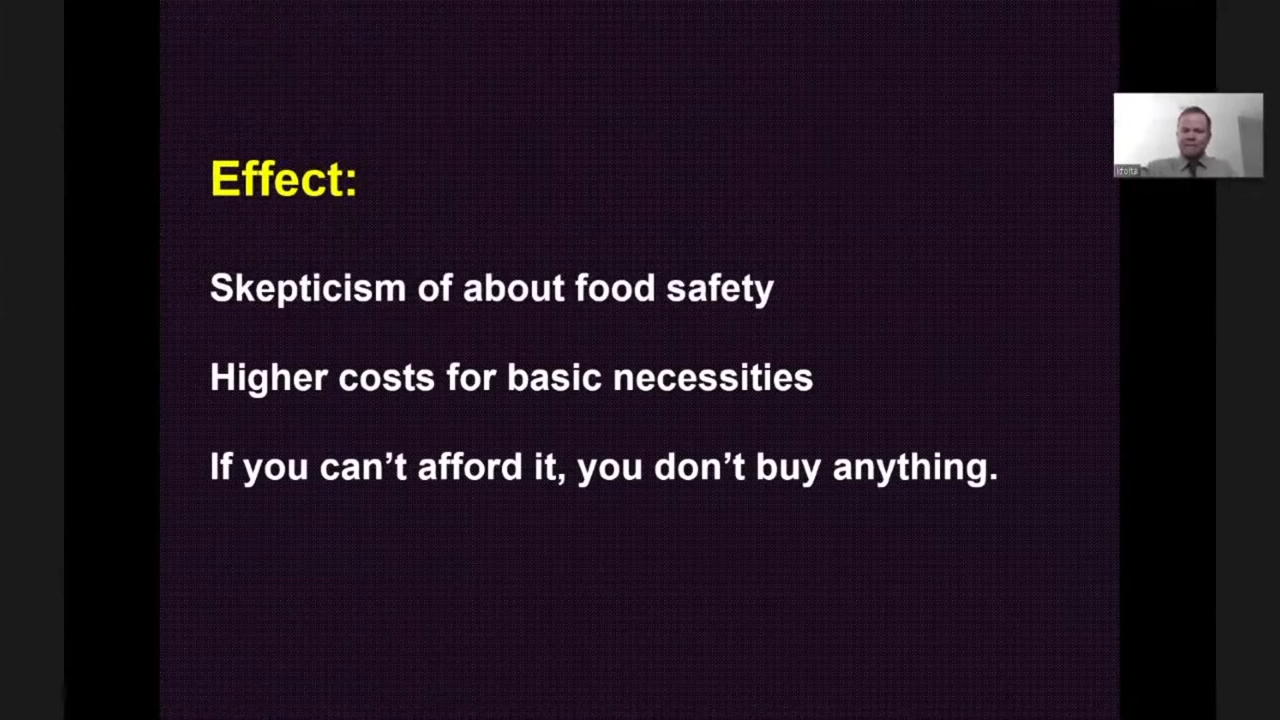 Effect:
Skepticism of about food safety
Higher costs for basic necessities
If you can’t afford it, you don’t buy anything.